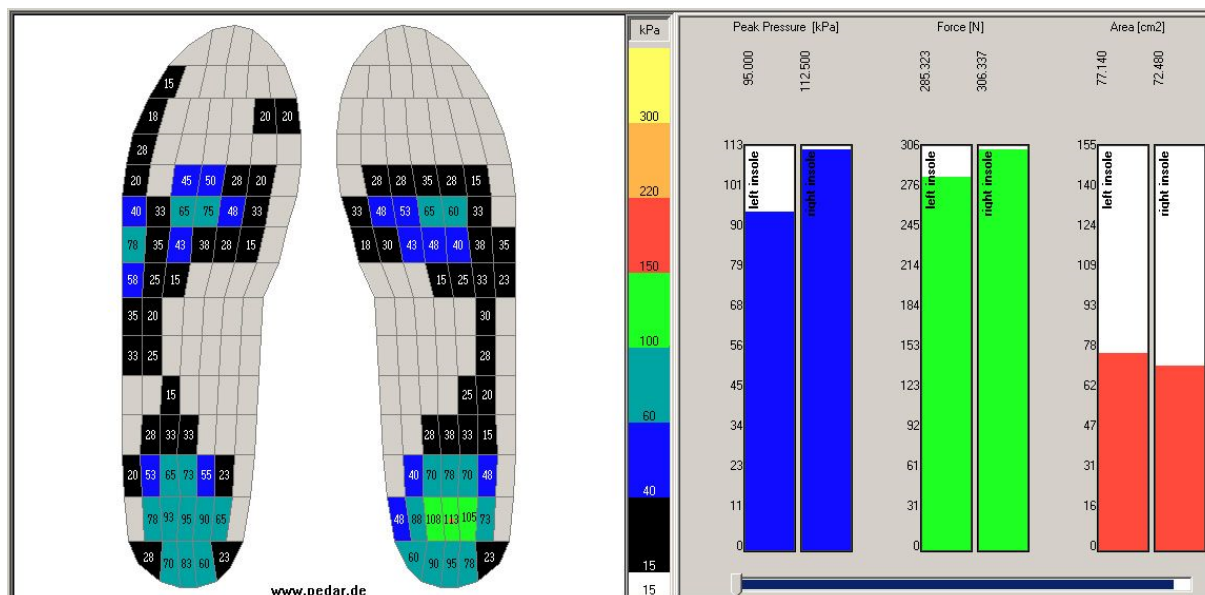 15
18 20 20
28
20 45 50 28 20 28 28 35 28 15
40 33 65 75 48 33 33 48 53 65 60 33
78 35 43 38 28 15 18 30 43 48 40 38 35
58 25 15 15 25 33 23
35 20 30
33 25 28
15 25 20
28 33 33 28 38 33 15
20 53 65 73 55 23 40 70 78 70 48
78 93 95 90 65 48 88 108 113 105 73
28 70 83 60 23 60 90 95 78 23
www.pedar.de
kPa
300
220
150
100
60
40
15
15
Peak Pressure [kPa]
95.000
112.500
113
101
90
79
68
56
45
34
23
11
0
left insole
right insole
Force [N]
285.323
306.337
306
276
245
214
184
153
123
92
61
31
0
left insole
right insole
Area [cm2]
77.140
72.480
155
140
124
109
93
78
62
47
31
16
0
left insole
right insole